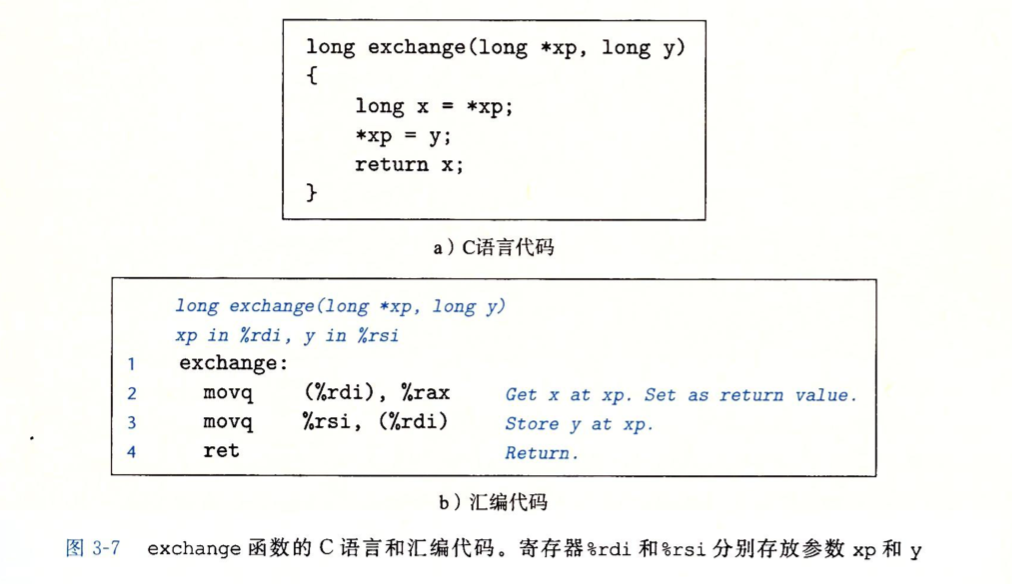 long exchange(long *xp, long y)
{
    long x = *xp;
    *xp = y;
    return x;
}
a）C语言代码
long exchange(long *xp, long y)
xp in %rdi, y in %rsi
1 exchange:
2 movq (%rdi), %rax Get x at xp. Set as return value.
3 movq %rsi, (%rdi) Store y at xp.
4 ret Return.
b）汇编代码
图 3-7 exchange 函数的 C 语言和汇编代码。寄存器%rdi 和%rsi 分别存放参数 xp 和 y